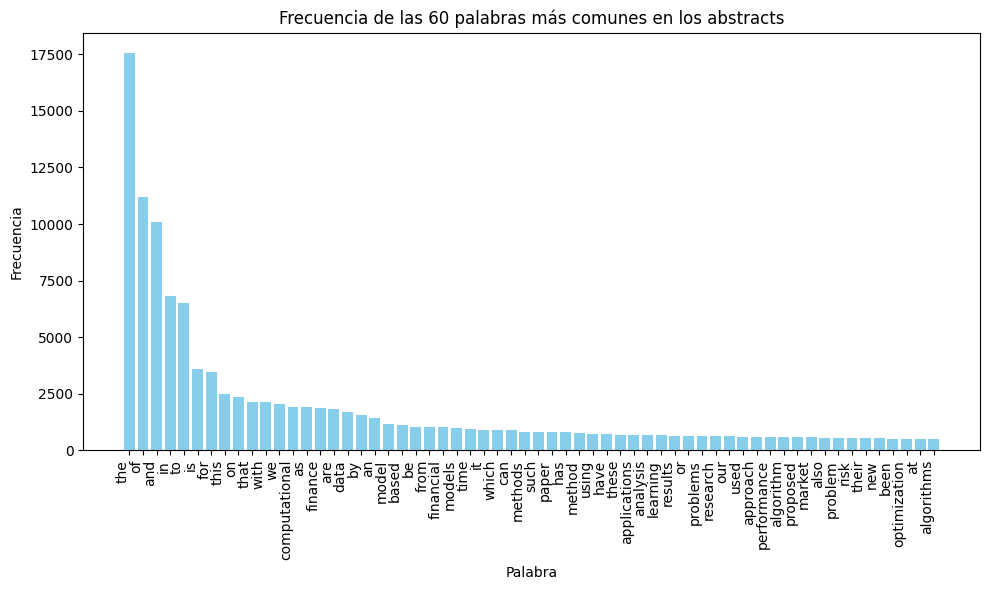 Frecuencia de las 60 palabras más comunes en los abstracts
Frecuencia
17500
15000
12500
10000
7500
5000
2500
0
the
of
and
in
to
is
for
this
on
that
with
we
computational
as
finance
are
data
by
an
model
based
be
from
financial
models
time
it
which
can
methods
such
paper
has
method
using
have
these
applications
analysis
learning
results
or
problems
research
our
used
approach
performance
algorithm
proposed
market
also
problem
risk
their
new
been
optimization
at
algorithms
Palabra